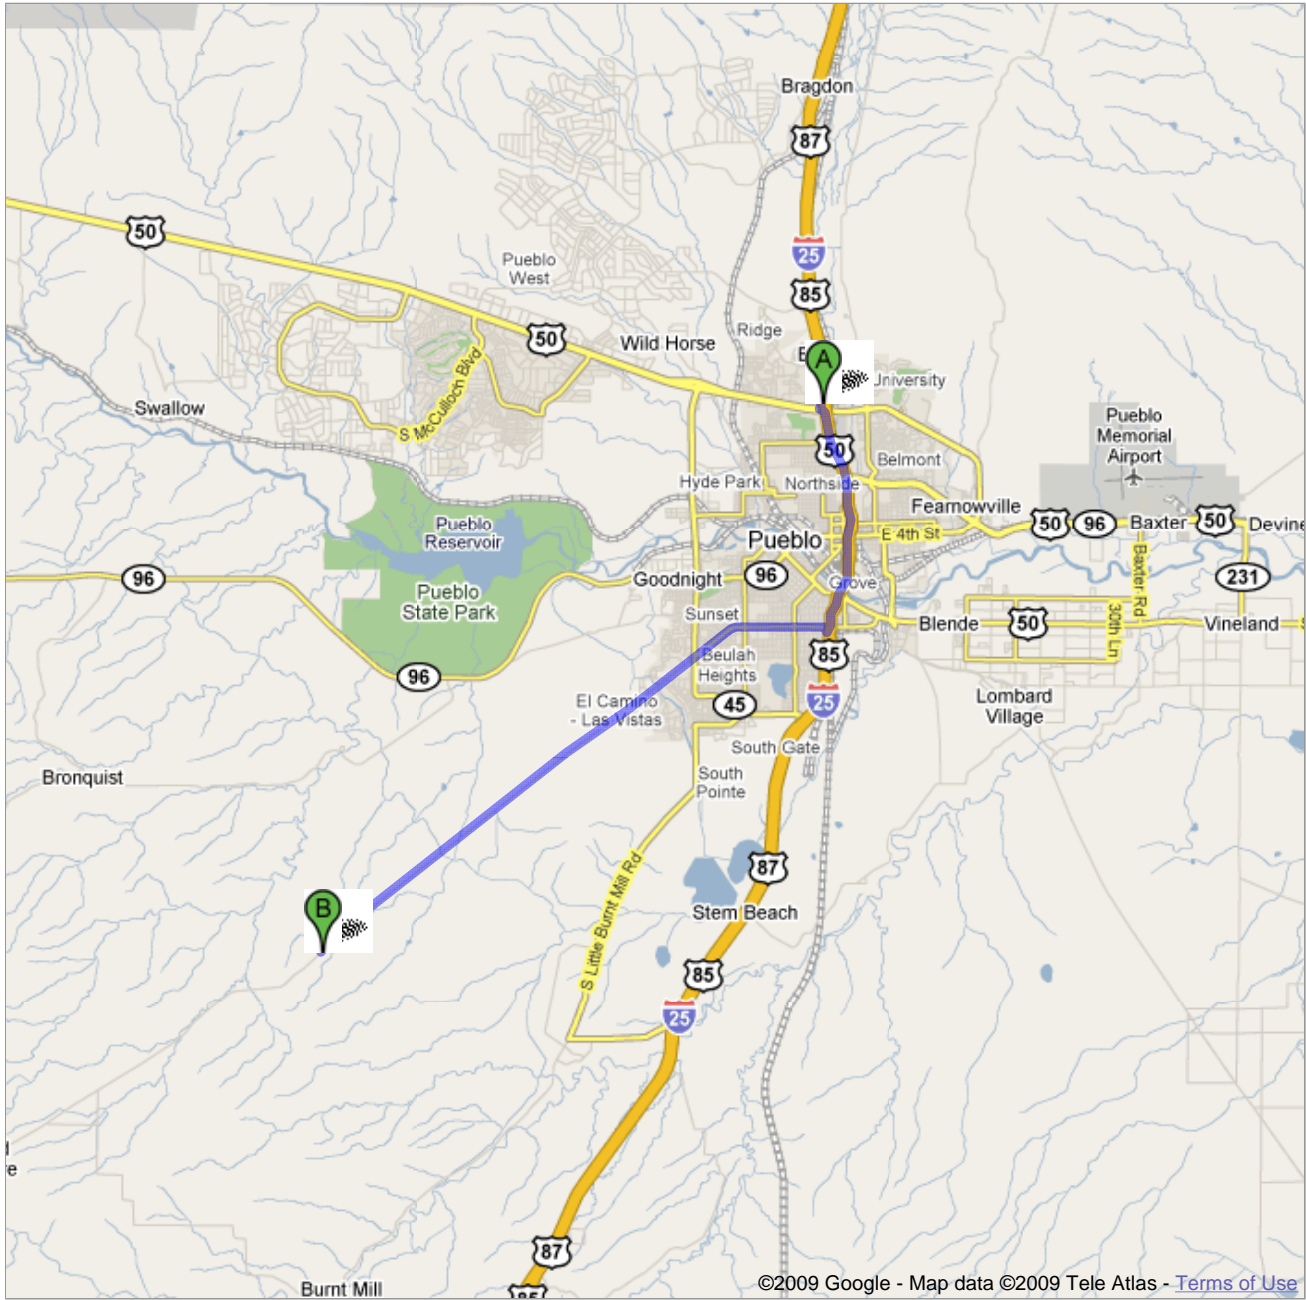 Bragdon
87
50
25
Pueblo
West
85
Ridge
50
Wild Horse
A
University
Swallow
S McCulloch Blvd
Pueblo
Memorial
Airport
50
Belmont
Hyde Park
Northside
Fearnowville
Pueblo
Reservoir
Pueblo
E 4th St
50
96
Baxter
50
Devine
96
Goodnight
96
Grove
Baxter Rd
231
Pueblo
State Park
Sunset
Blende
50
30th Ln
Vineland
Beulah
Heights
85
96
El Camino
- Las Vistas
45
25
Lombard
Village
South Gate
Bronquist
South
Pointe
87
S Little Burnt Mill Rd
B
Stem Beach
85
25
87
Burnt Mill
85
©2009 Google - Map data ©2009 Tele Atlas - Terms of Use